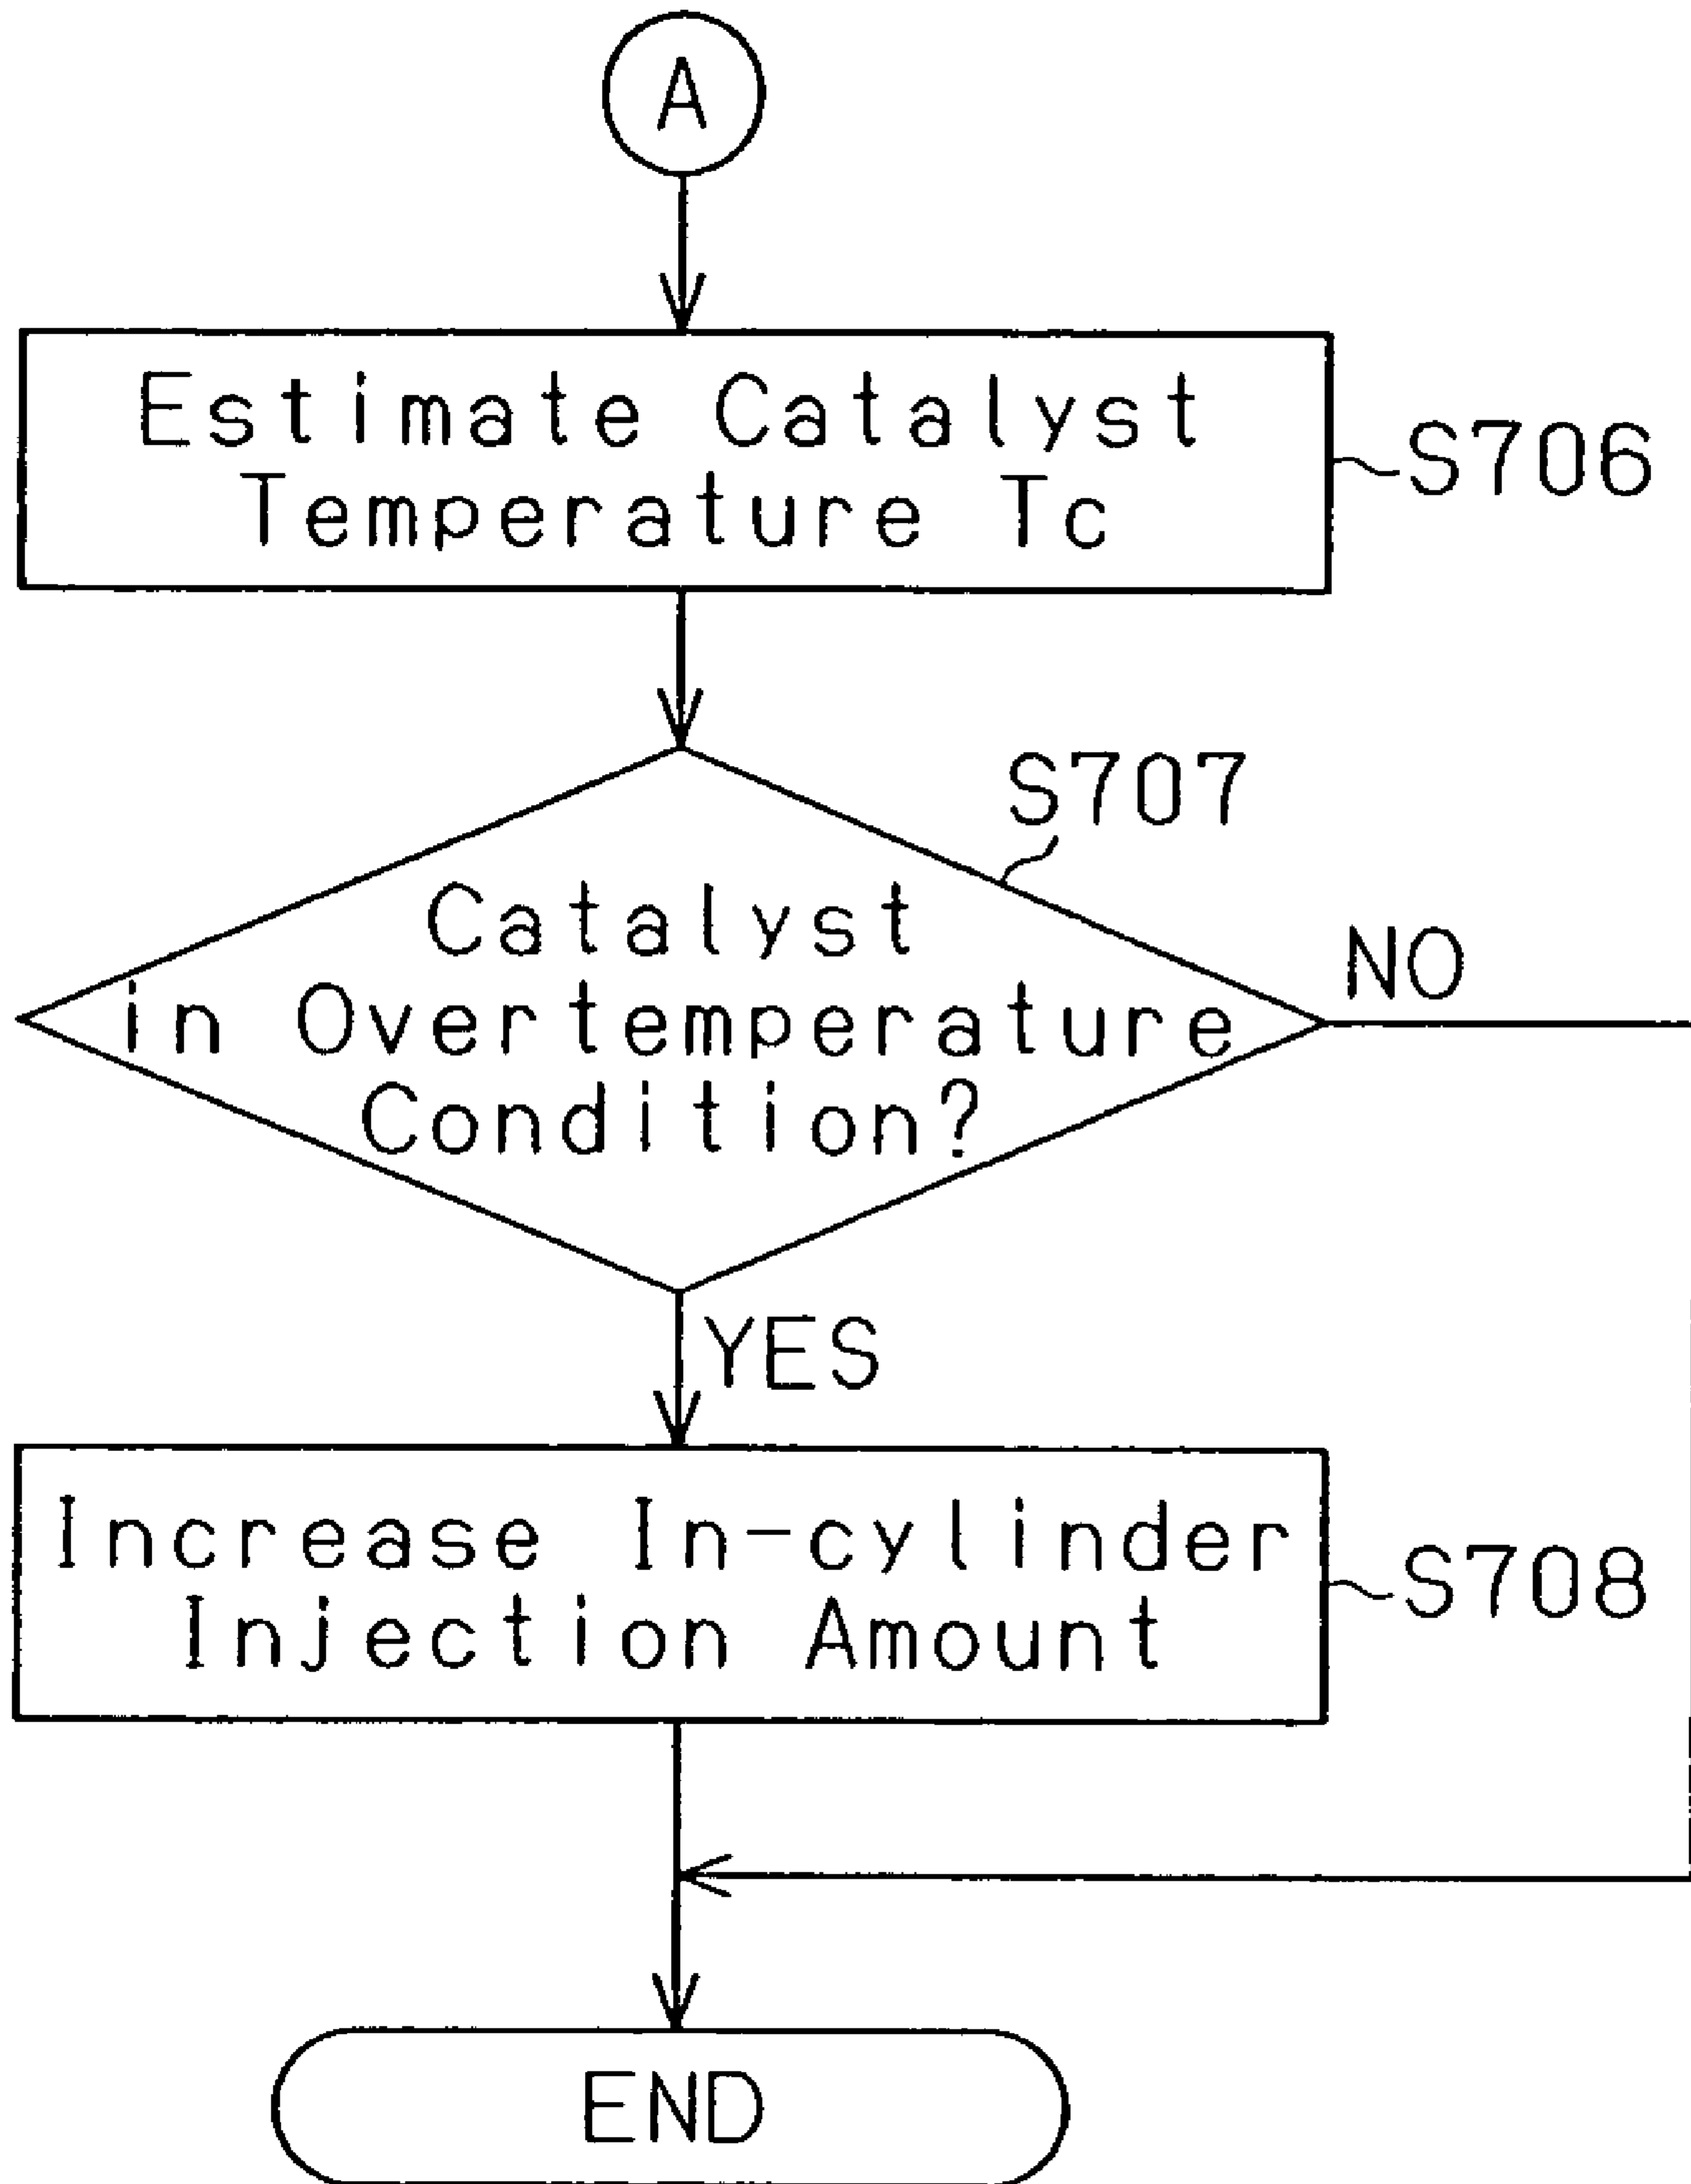 A
Estimate Catalyst
Temperature Tc
S706
S707
Catalyst
in Overtemperature
Condition?
NO
YES
Increase In-cylinder
Injection Amount
S708
END